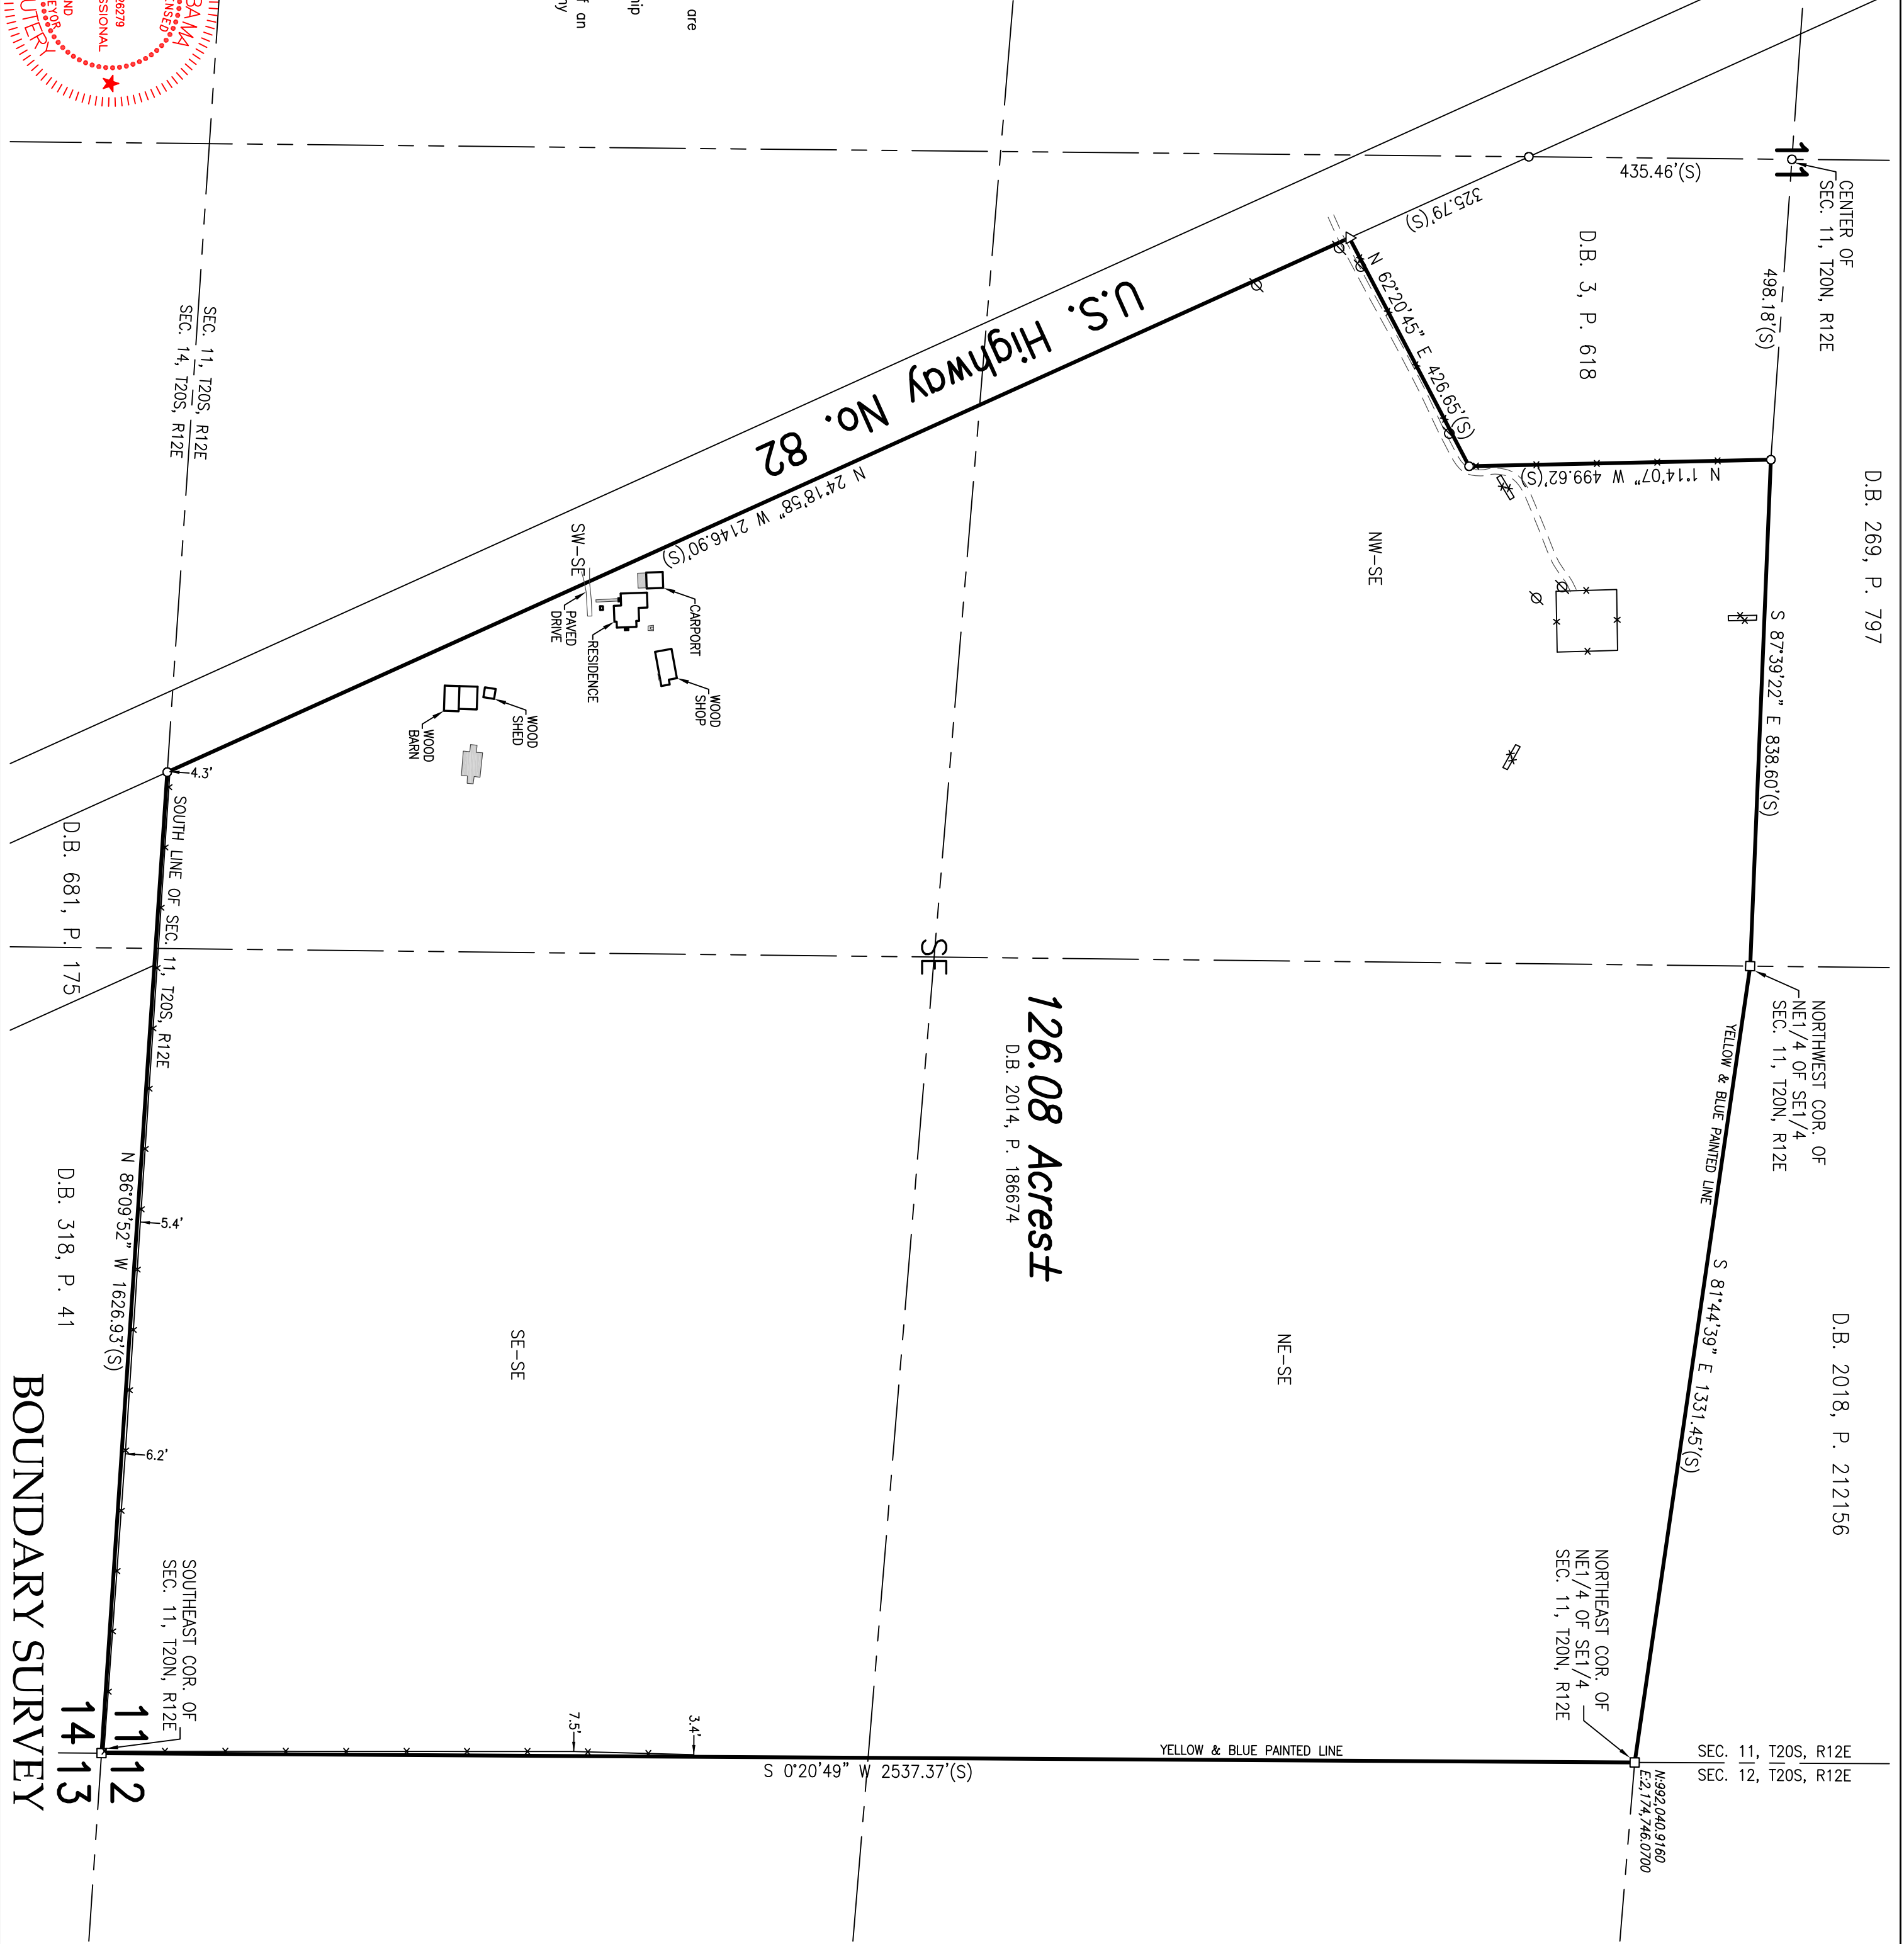 11
CENTER OF
SEC. 11, T20N, R12E
498.18'(S)
435.46'(S)
325.79'(S)
D.B. 3, P. 618
D.B. 269, P. 797
N 62°20'45" E 426.65'(S)
N 1°14'07" W 499.62'(S)
S 87°39'22" E 838.60'(S)
NORTHWEST COR. OF
NE1/4 OF SE1/4
SEC. 11, T20N, R12E
YELLOW & BLUE PAINTED LINE
S 81°44'39" E 1331.45'(S)
D.B. 2018, P. 212156
NORTHEAST COR. OF
NE1/4 OF SE1/4
SEC. 11, T20N, R12E
SEC. 11, T20S, R12E
SEC. 12, T20S, R12E
N:992,040.9160
E:2,174,746.0700
NW-SE
NE-SE
U.S. Highway No. 82
N 24°18'58" W 2146.90'(S)
126.08 Acres±
D.B. 2014, P. 186674
SE
YELLOW & BLUE PAINTED LINE
S 0°20'49" W 2537.37'(S)
3.4'
7.5'
SW-SE
PAVED
DRIVE
RESIDENCE
CARPORT
WOOD
SHOP
WOOD
SHED
WOOD
BARN
SE-SE
SEC. 11, T20S, R12E
SEC. 14, T20S, R12E
4.3'
SOUTH LINE OF SEC. 11, T20S, R12E
5.4'
6.2'
N 86°09'52" W 1626.93'(S)
D.B. 681, P. 175
D.B. 318, P. 41
SOUTHEAST COR. OF
SEC. 11, T20N, R12E
11 12
14 13
BOUNDARY SURVEY
are
an
26279